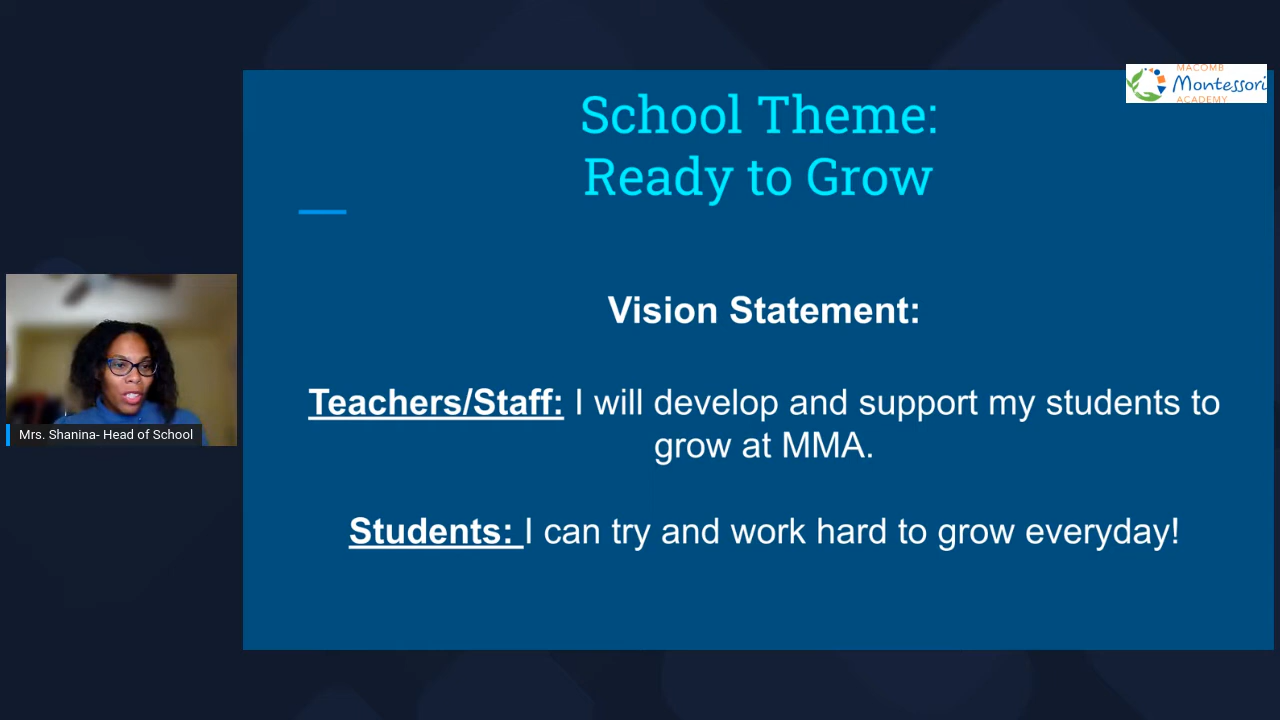 MACOMB
Montessori
ACADEMY
School Theme:
Ready to Grow
Vision Statement:
Teachers/Staff: I will develop and support my students to
grow at MMA.
Students: I can try and work hard to grow everyday!
Mrs. Shanina- Head of School